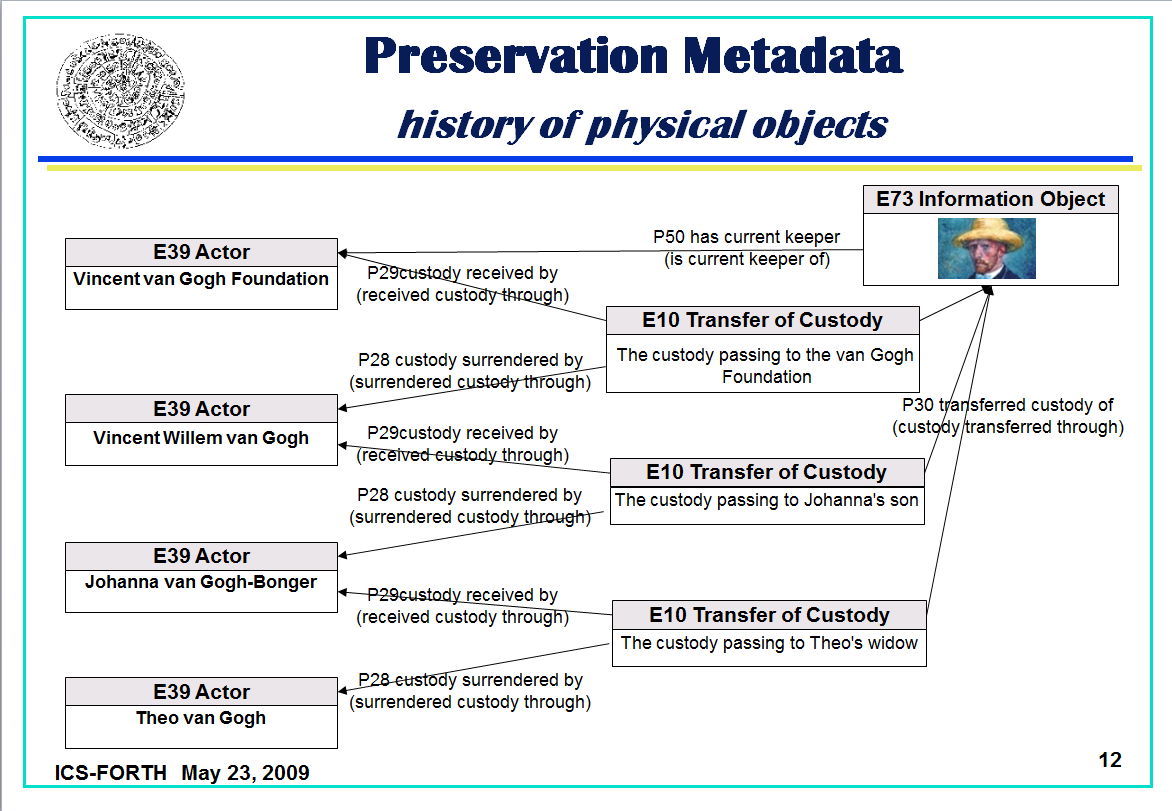 Preservation Metadata
history of physical objects
E73 Information Object
P50 has current keeper
(is current keeper of)
E39 Actor
Vincent van Gogh Foundation
P29custody received by
(received custody through)
E10 Transfer of Custody
The custody passing to the van Gogh
Foundation
P28 custody surrendered by
(surrendered custody through)
E39 Actor
Vincent Willem van Gogh
P30 transferred custody of
(custody transferred through)
P29custody received by
(received custody through)
E10 Transfer of Custody
The custody passing to Johanna's son
P28 custody surrendered by
(surrendered custody through)
E39 Actor
Johanna van Gogh-Bonger
P29custody received by
(received custody through)
E10 Transfer of Custody
The custody passing to Theo's widow
P28 custody surrendered by
(surrendered custody through)
E39 Actor
Theo van Gogh
ICS-FORTH May 23, 2009
12